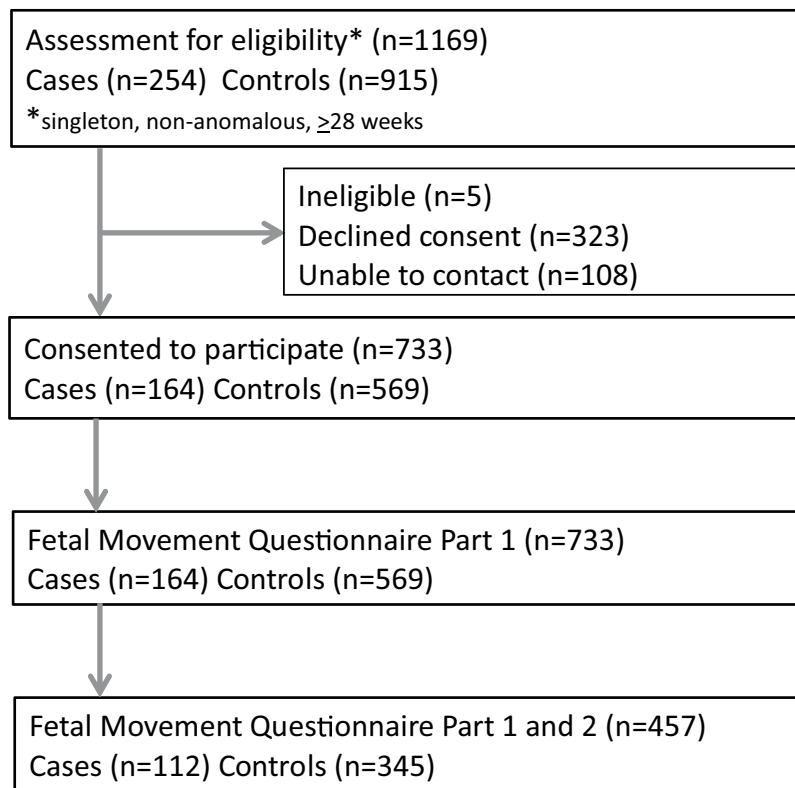 Assessment for eligibility* (n=1169)
Cases (n=254)  Controls (n=915)
*singleton, non-anomalous, ≥28 weeks
Ineligible (n=5)
Declined consent (n=323)
Unable to contact (n=108)
Consented to participate (n=733)
Cases (n=164) Controls (n=569)
Fetal Movement Questionnaire Part 1 (n=733)
Cases (n=164) Controls (n=569)
Fetal Movement Questionnaire Part 1 and 2 (n=457)
Cases (n=112) Controls (n=345)